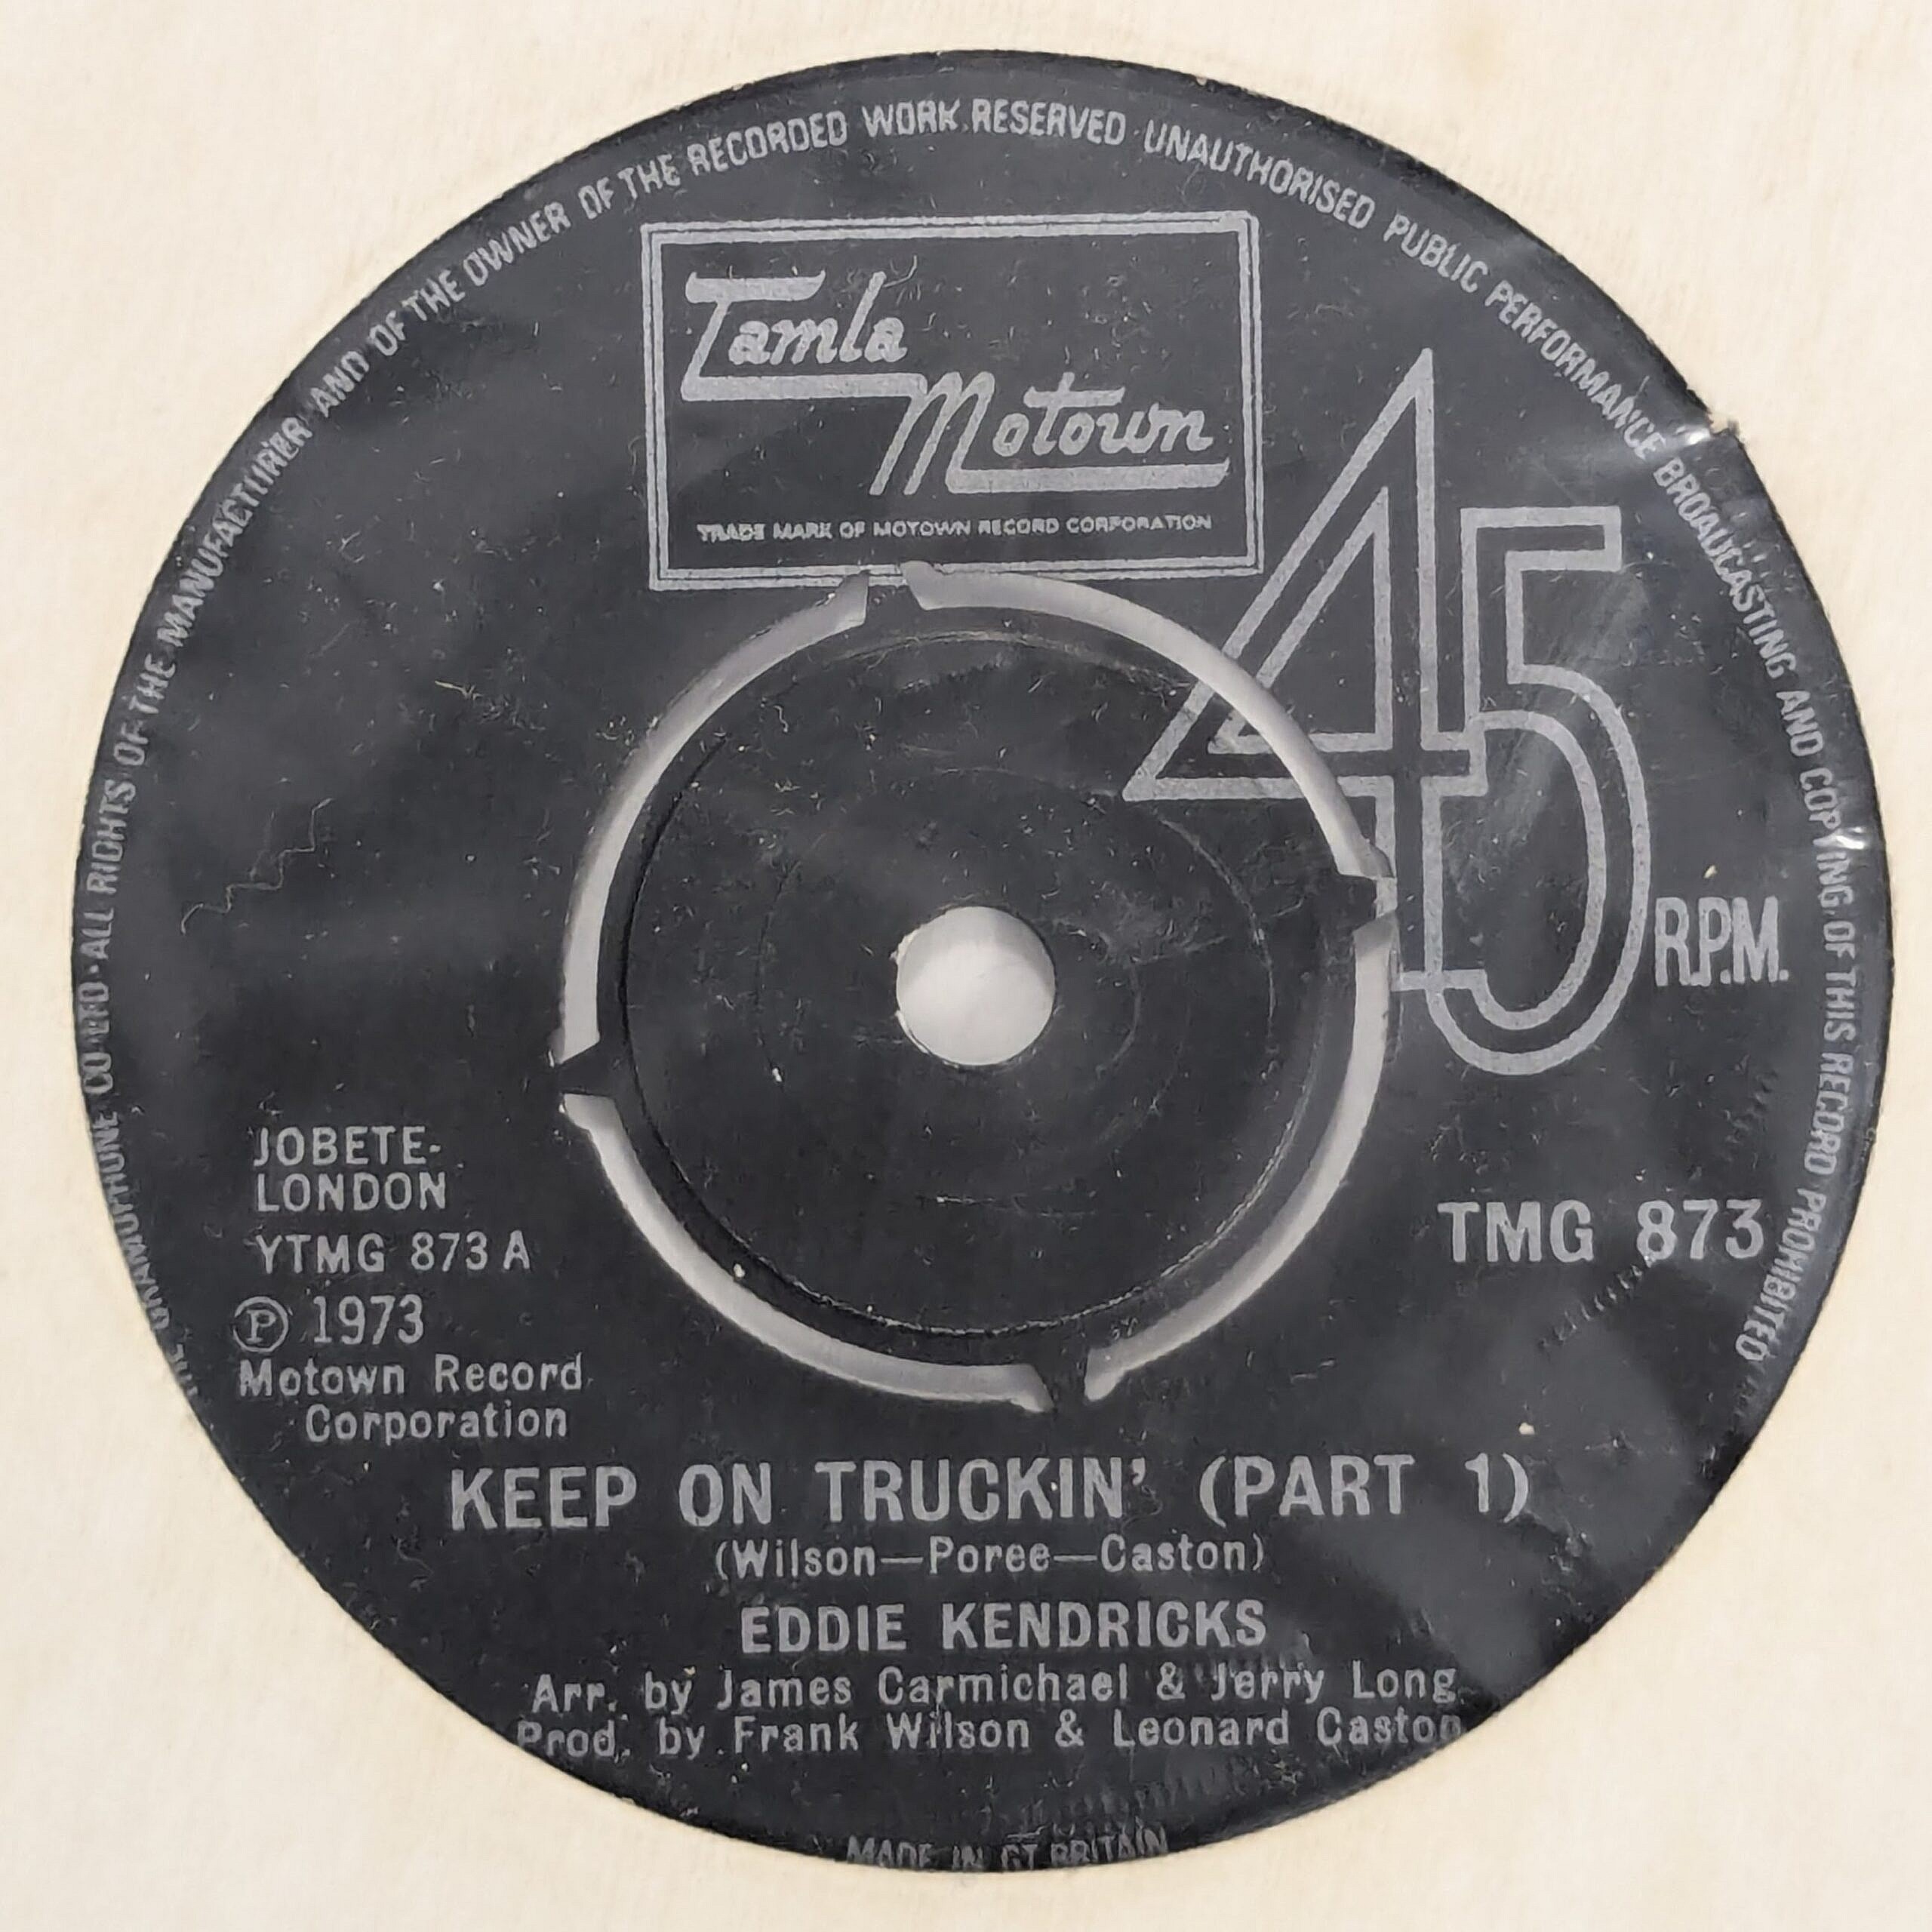 THE GRAMOPHONE CO LTD · ALL RIGHTS OF THE MANUFACTURER AND OF THE OWNER OF THE RECORDED WORK RESERVED UNAUTHORISED PUBLIC PERFORMANCE BROADCASTING AND COPYING OF THIS RECORD PROHIBITED
Tamla
Motown
TRADE MARK OF MOTOWN RECORD CORPORATION
45
R.P.M.
JOBETE-
LONDON
YTMG 873 A
TMG 873
Ⓟ 1973
Motown Record
Corporation
KEEP ON TRUCKIN' (PART 1)
(Wilson—Poree—Caston)
EDDIE KENDRICKS
Arr. by James Carmichael & Jerry Long
Prod. by Frank Wilson & Leonard Caston
MADE IN GT BRITAIN